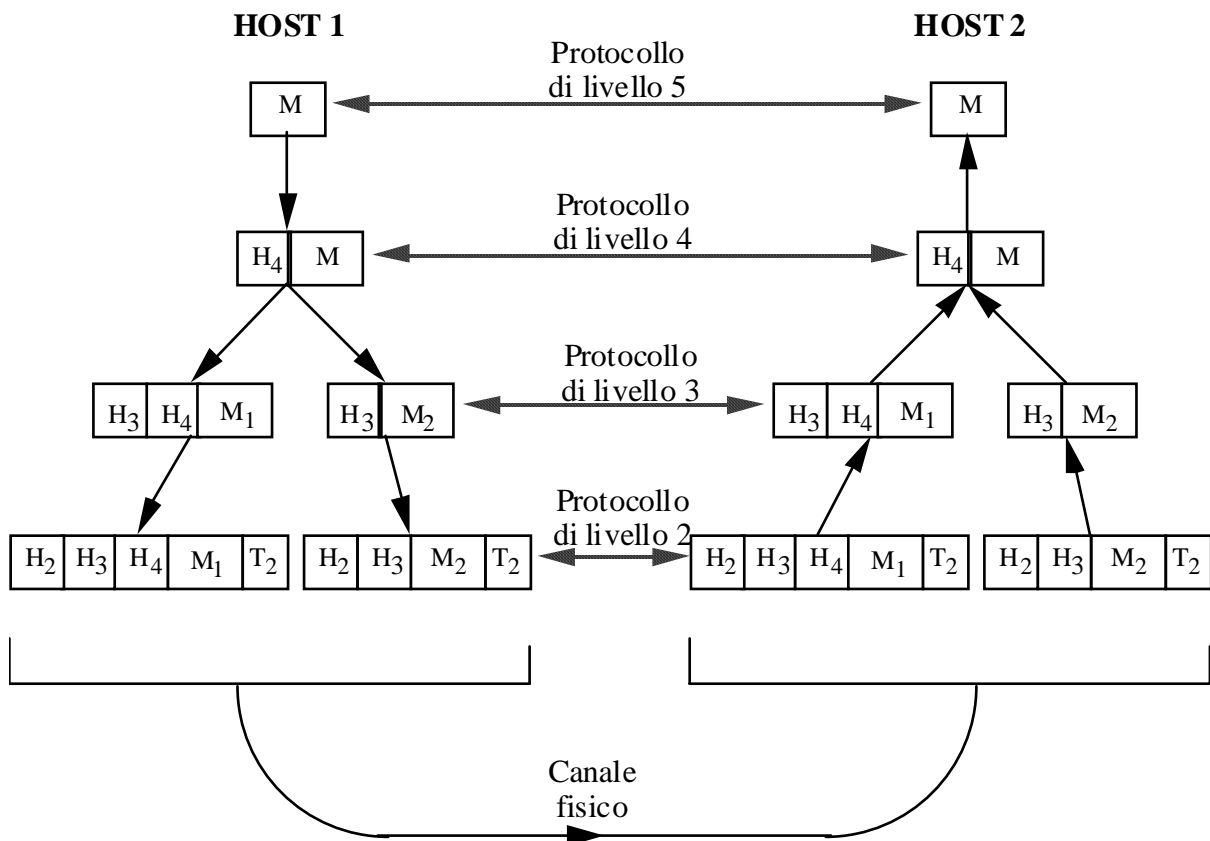 HOST 1 HOST 2
Protocollo
di livello 5
M M
Protocollo
di livello 4
H4 M H4 M
Protocollo
di livello 3
H3 H4 M1 H3 M2 H3 H4 M1 H3 M2
Protocollo
di livello 2
H2 H3 H4 M1 T2 H2 H3 M2 T2 H2 H3 H4 M1 T2 H2 H3 M2 T2
Canale
fisico